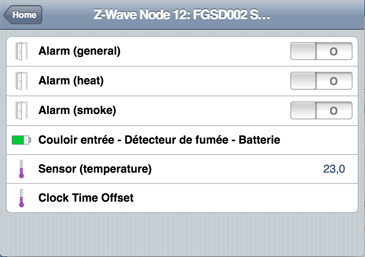 Home
Z-Wave Node 12: FGSD002 S...
Alarm (general)
Alarm (heat)
Alarm (smoke)
Couloir entrée - Détecteur de fumée - Batterie
Sensor (temperature) 23,0
Clock Time Offset